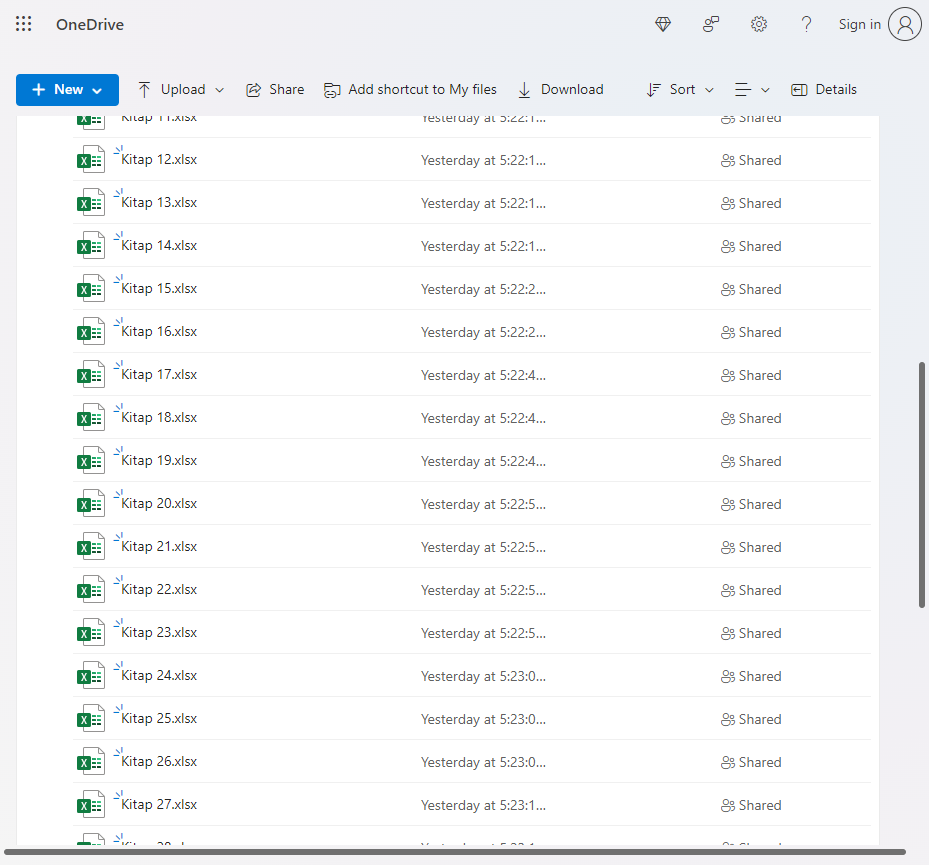 OneDrive Sign in
New Upload Share Add shortcut to My files Download Sort Details
Kitap 11.xlsx Yesterday at 5:22:1... Shared
Kitap 12.xlsx Yesterday at 5:22:1... Shared
Kitap 13.xlsx Yesterday at 5:22:1... Shared
Kitap 14.xlsx Yesterday at 5:22:1... Shared
Kitap 15.xlsx Yesterday at 5:22:2... Shared
Kitap 16.xlsx Yesterday at 5:22:2... Shared
Kitap 17.xlsx Yesterday at 5:22:4... Shared
Kitap 18.xlsx Yesterday at 5:22:4... Shared
Kitap 19.xlsx Yesterday at 5:22:4... Shared
Kitap 20.xlsx Yesterday at 5:22:5... Shared
Kitap 21.xlsx Yesterday at 5:22:5... Shared
Kitap 22.xlsx Yesterday at 5:22:5... Shared
Kitap 23.xlsx Yesterday at 5:22:5... Shared
Kitap 24.xlsx Yesterday at 5:23:0... Shared
Kitap 25.xlsx Yesterday at 5:23:0... Shared
Kitap 26.xlsx Yesterday at 5:23:0... Shared
Kitap 27.xlsx Yesterday at 5:23:1... Shared